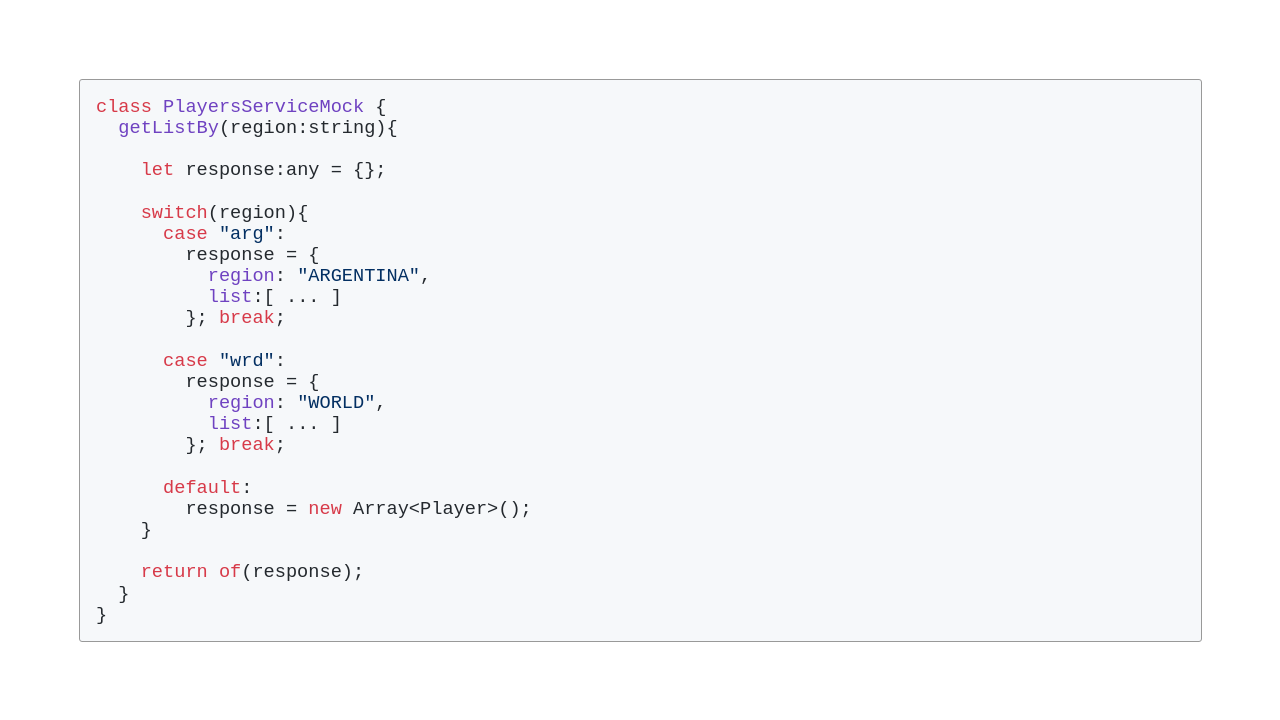 class PlayersServiceMock {
  getListBy(region:string){

    let response:any = {};

    switch(region){
      case "arg":
        response = {
          region: "ARGENTINA",
          list:[ ... ]
        }; break;

      case "wrd":
        response = {
          region: "WORLD",
          list:[ ... ]
        }; break;

      default:
        response = new Array<Player>();
    }

    return of(response);
  }
}